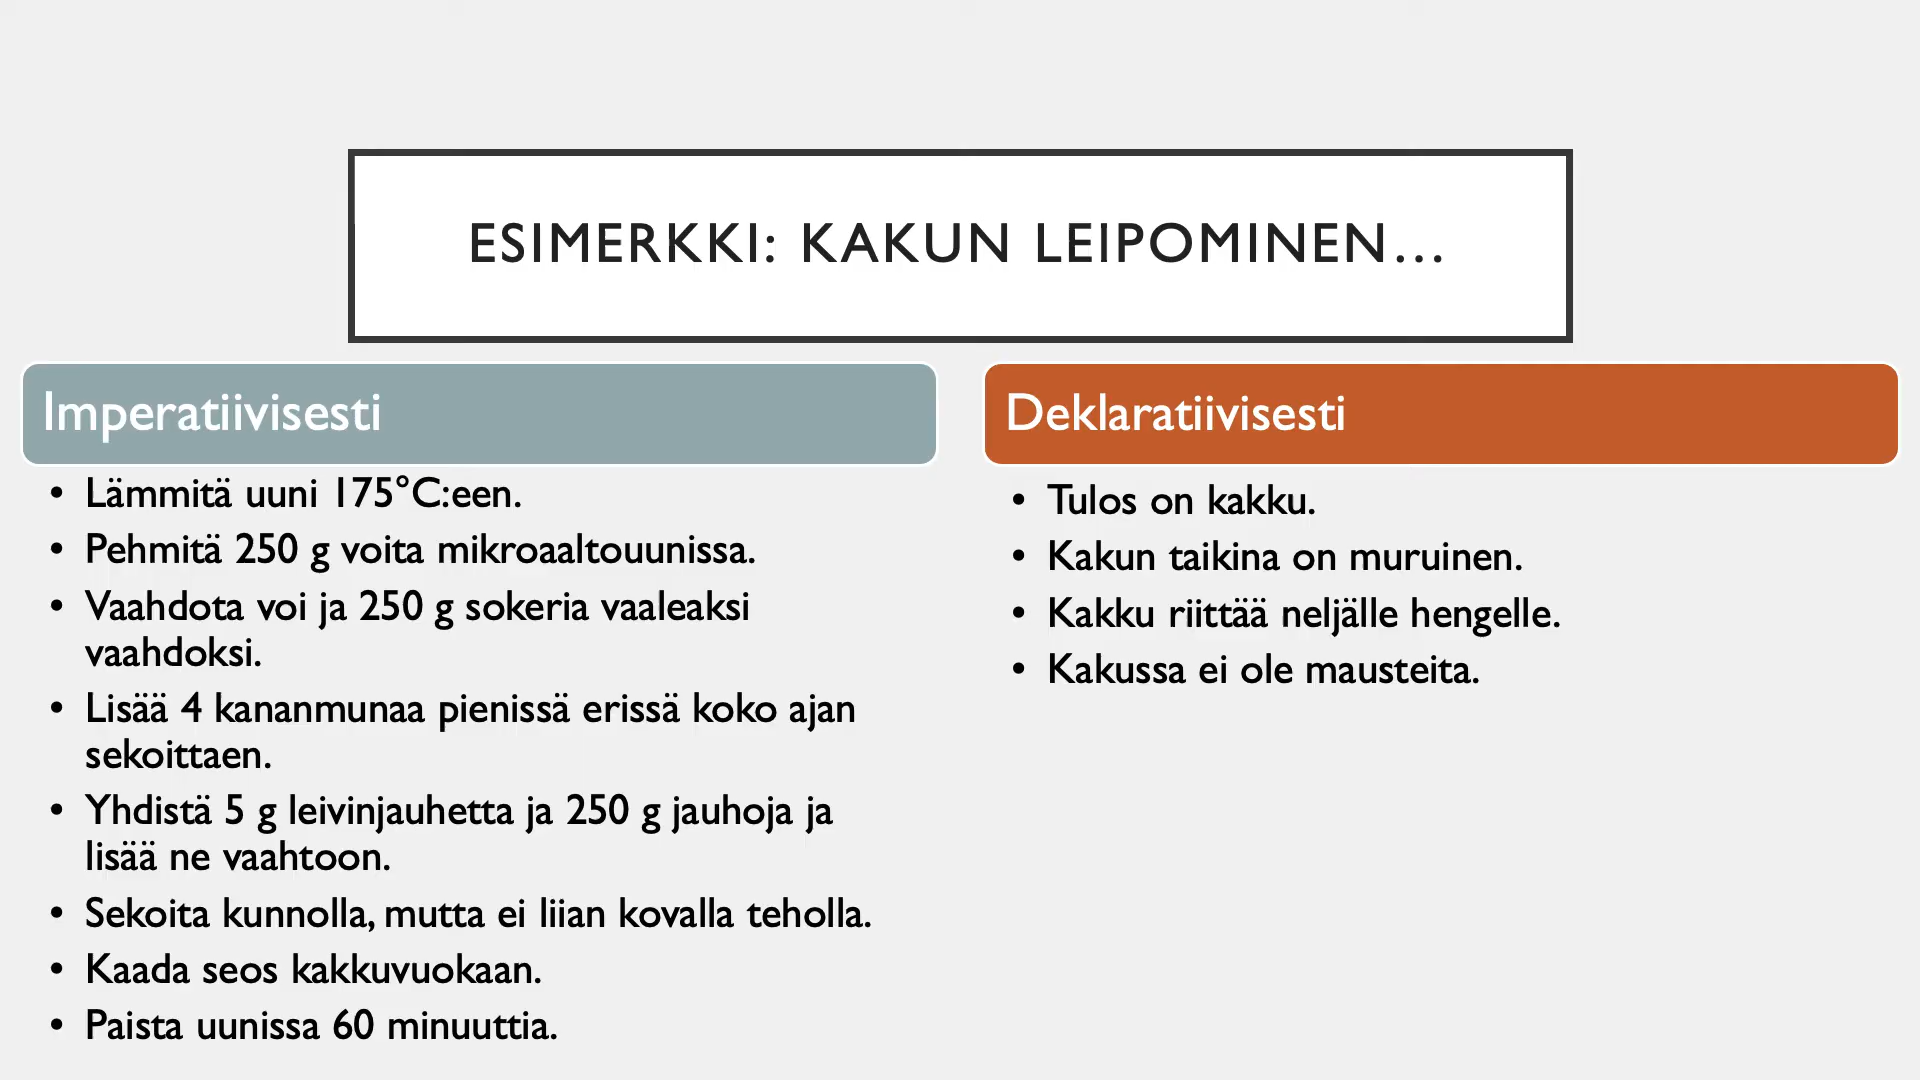 ESIMERKKI: KAKUN LEIPOMINEN…
Imperatiivisesti
• Lämmitä uuni 175°C:een.
• Pehmitä 250 g voita mikroaaltouunissa.
• Vaahdota voi ja 250 g sokeria vaaleaksi
vaahdoksi.
• Lisää 4 kananmunaa pienissä erissä koko ajan
sekoittaen.
• Yhdistä 5 g leivinjauhetta ja 250 g jauhoja ja
lisää ne vaahtoon.
• Sekoita kunnolla, mutta ei liian kovalla teholla.
• Kaada seos kakkuvuokaan.
• Paista uunissa 60 minuuttia.
Deklaratiivisesti
• Tulos on kakku.
• Kakun taikina on muruinen.
• Kakku riittää neljälle hengelle.
• Kakussa ei ole mausteita.